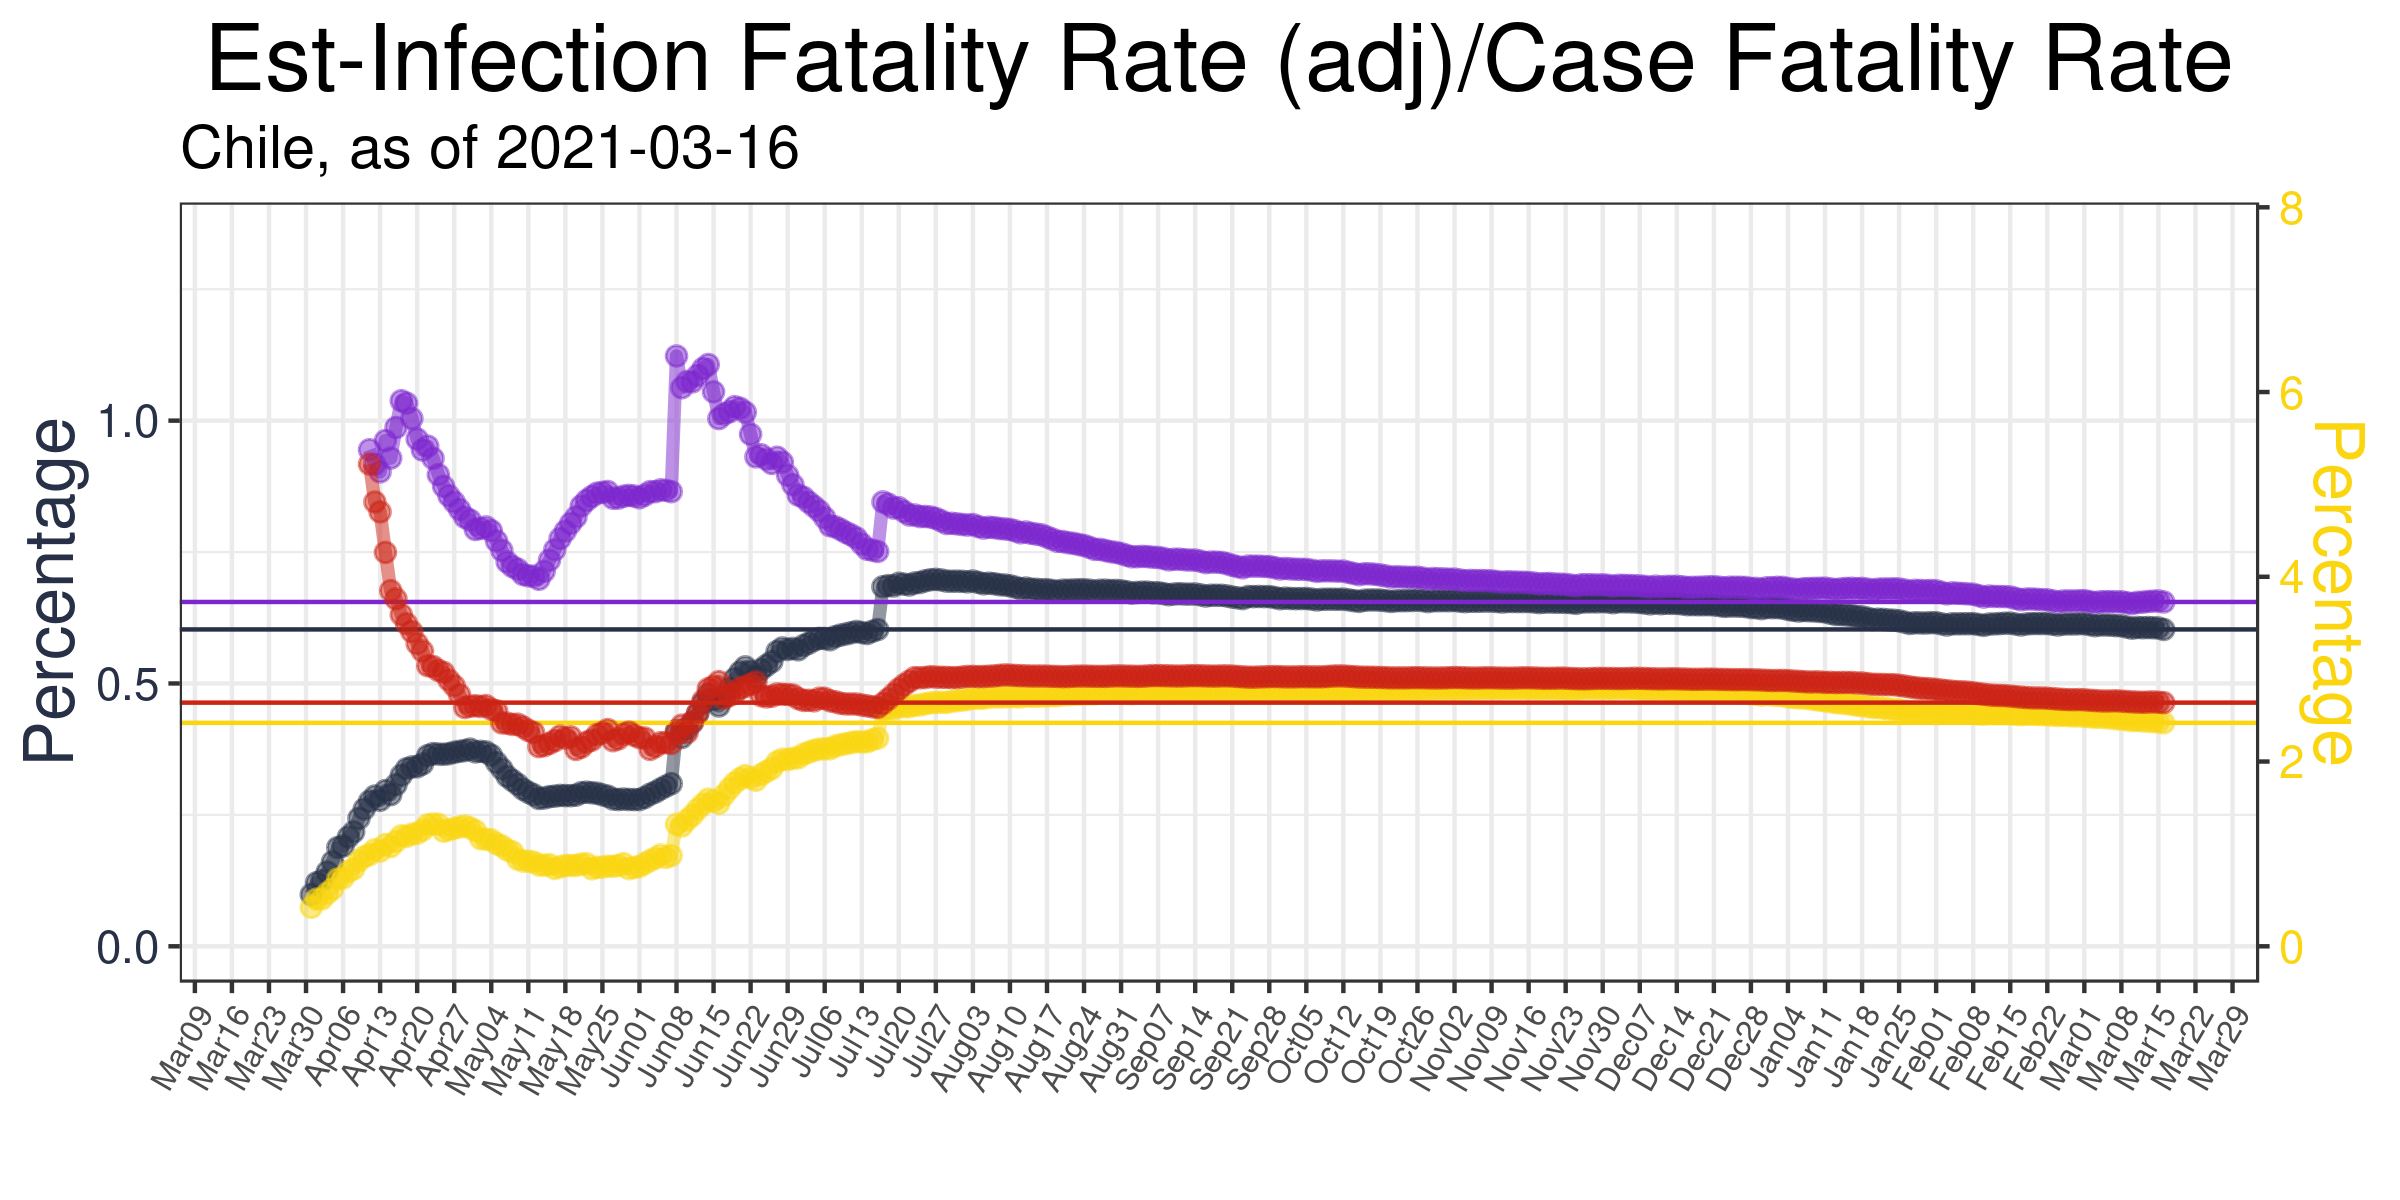 Est-Infection Fatality Rate (adj)/Case Fatality Rate
Chile, as of 2021-03-16
Percentage
1.0
0.5
0.0
8
6
4
2
0
Percentage
Mar09
Mar16
Mar23
Mar30
Apr06
Apr13
Apr20
Apr27
May04
May11
May18
May25
Jun01
Jun08
Jun15
Jun22
Jun29
Jul06
Jul13
Jul20
Jul27
Aug03
Aug10
Aug17
Aug24
Aug31
Sep07
Sep14
Sep21
Sep28
Oct05
Oct12
Oct19
Oct26
Nov02
Nov09
Nov16
Nov23
Nov30
Dec07
Dec14
Dec21
Dec28
Jan04
Jan11
Jan18
Jan25
Feb01
Feb08
Feb15
Feb22
Mar01
Mar08
Mar15
Mar22
Mar29